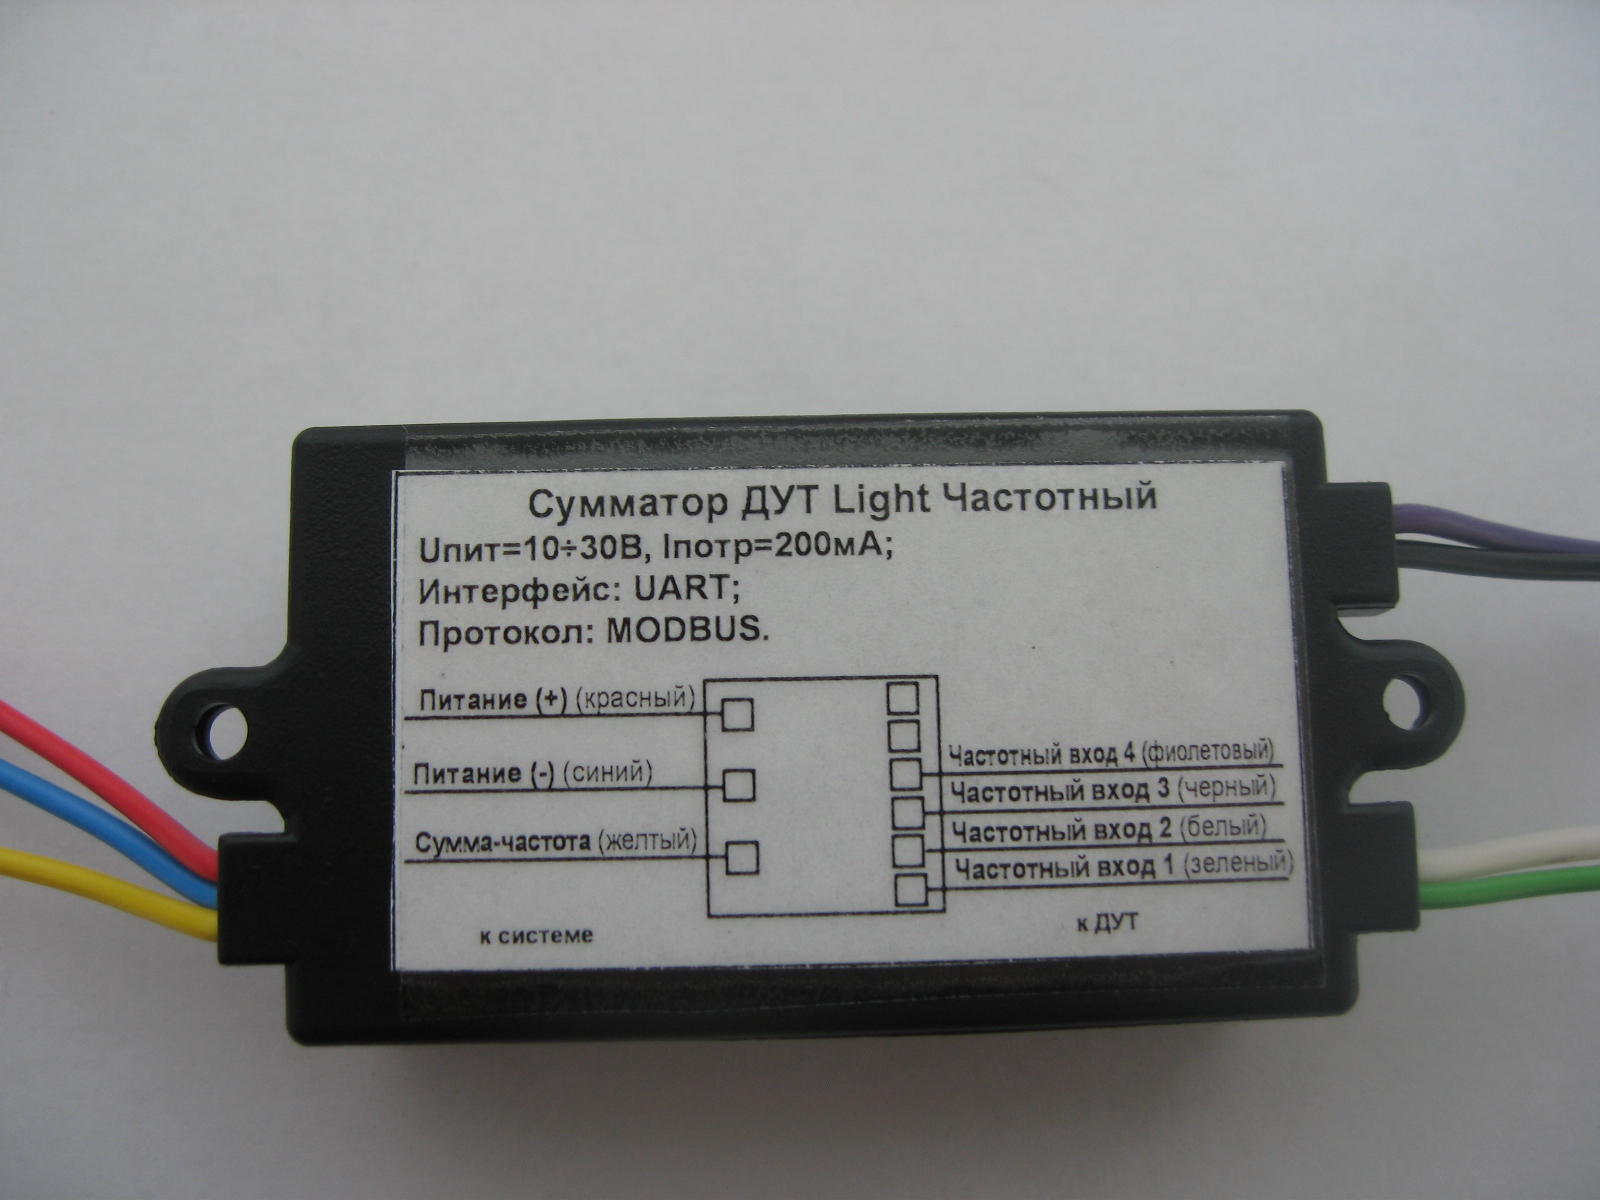 Сумматор ДУТ Light Частотный
Uпит=10÷30В, Iпотр=200мА;
Интерфейс: UART;
Протокол: MODBUS.
Питание (+) (красный)
Питание (-) (синий)
Сумма-частота (желтый)
к системе
Частотный вход 4 (фиолетовый)
Частотный вход 3 (черный)
Частотный вход 2 (белый)
Частотный вход 1 (зеленый)
к ДУТ